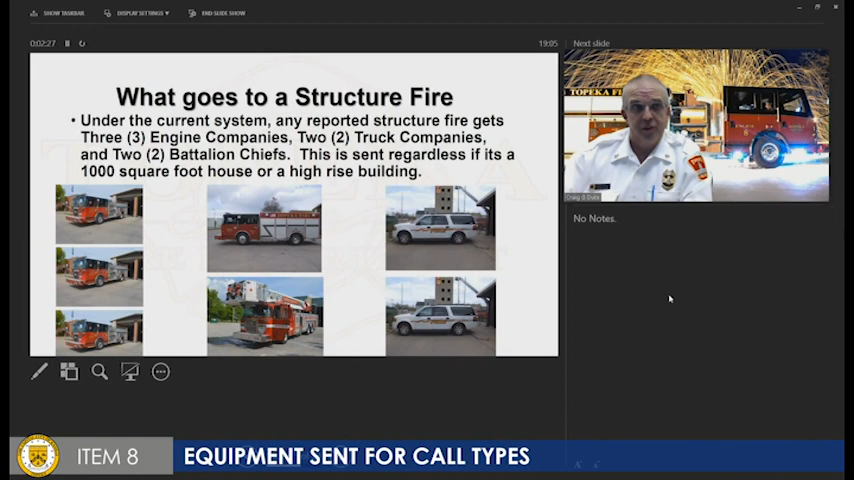 SHOW TASKBAR
DISPLAY SETTINGS
END SLIDE SHOW
0:02:27
19:05
Next slide
What goes to a Structure Fire
• Under the current system, any reported structure fire gets
Three (3) Engine Companies, Two (2) Truck Companies,
and Two (2) Battalion Chiefs. This is sent regardless if its a
1000 square foot house or a high rise building.
TOPEKA FI
No Notes.
ITEM 8
EQUIPMENT SENT FOR CALL TYPES